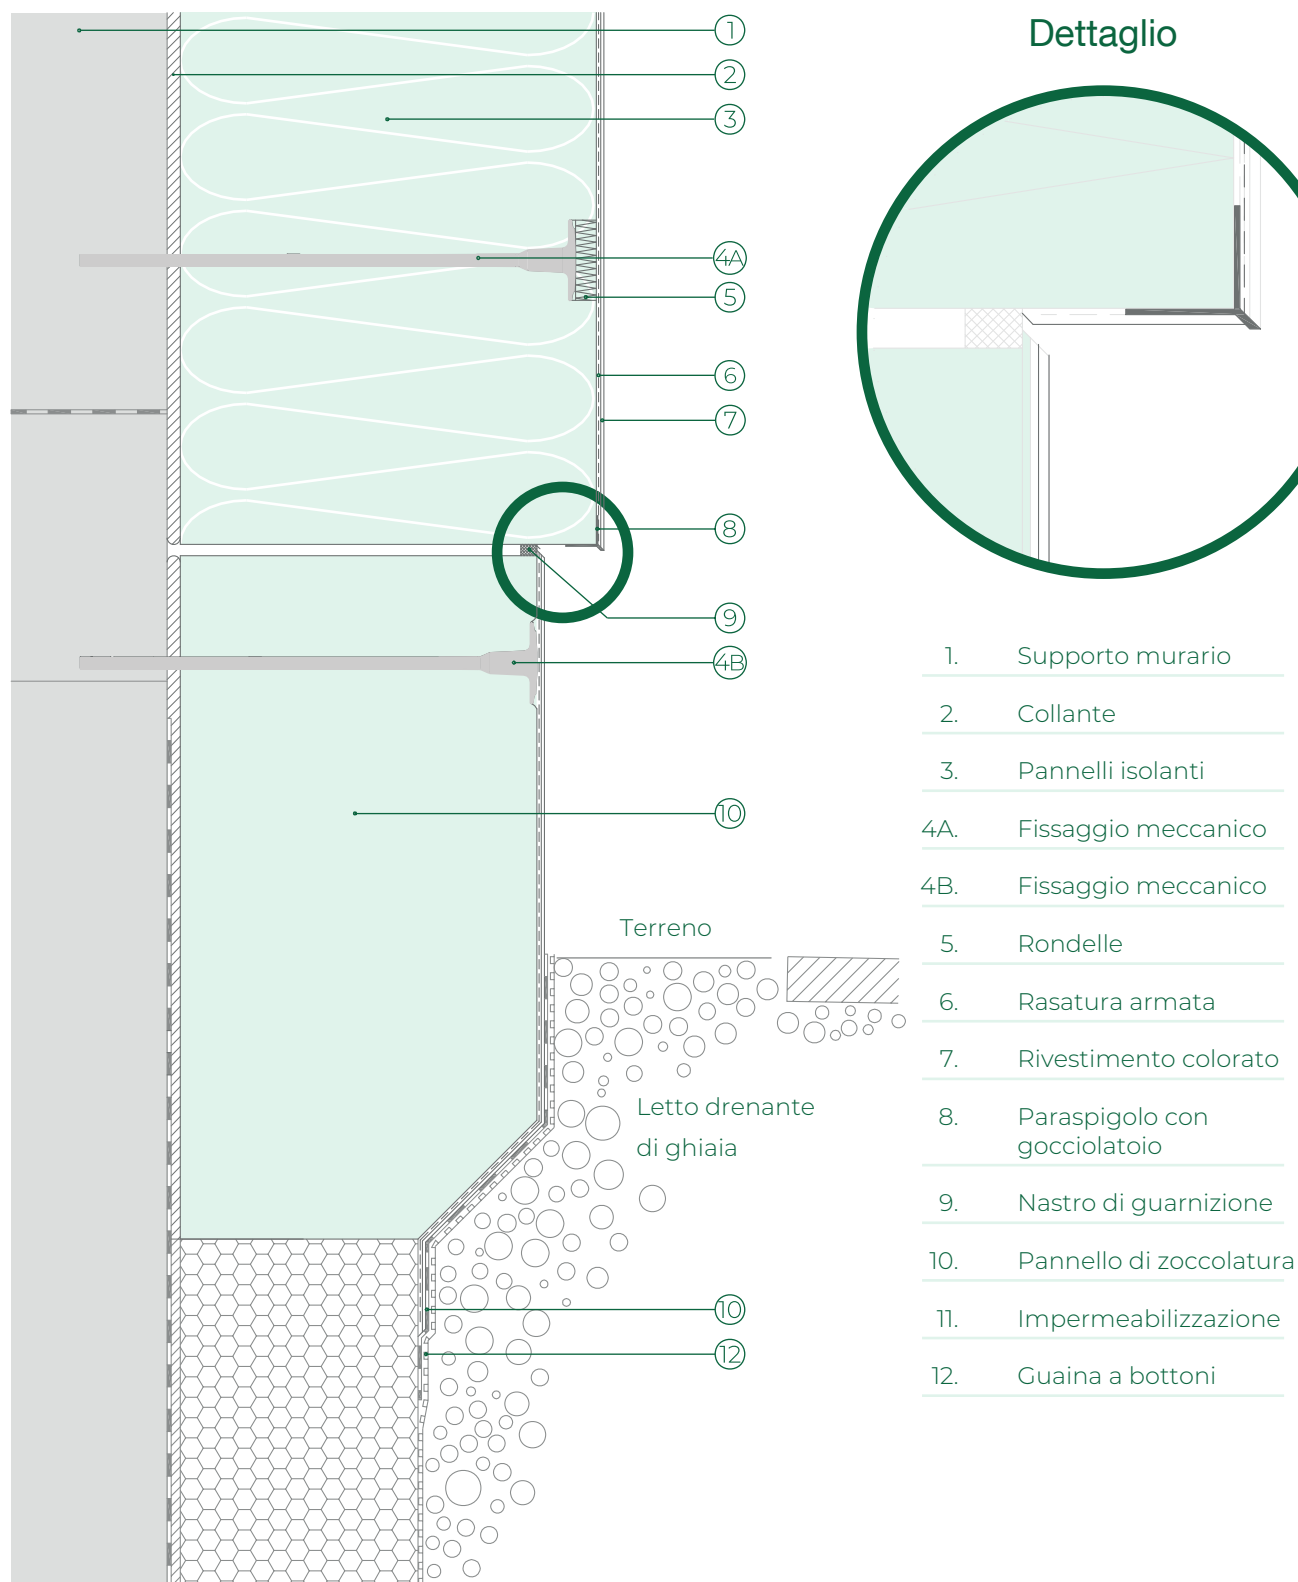 Dettaglio
1
2
3
4A
5
6
7
8
9
4B
10
Terreno
Letto drenante
di ghiaia
10
12
1. Supporto murario
2. Collante
3. Pannelli isolanti
4A. Fissaggio meccanico
4B. Fissaggio meccanico
5. Rondelle
6. Rasatura armata
7. Rivestimento colorato
8. Paraspigolo con
gocciolatoio
9. Nastro di guarnizione
10. Pannello di zoccolatura
11. Impermeabilizzazione
12. Guaina a bottoni